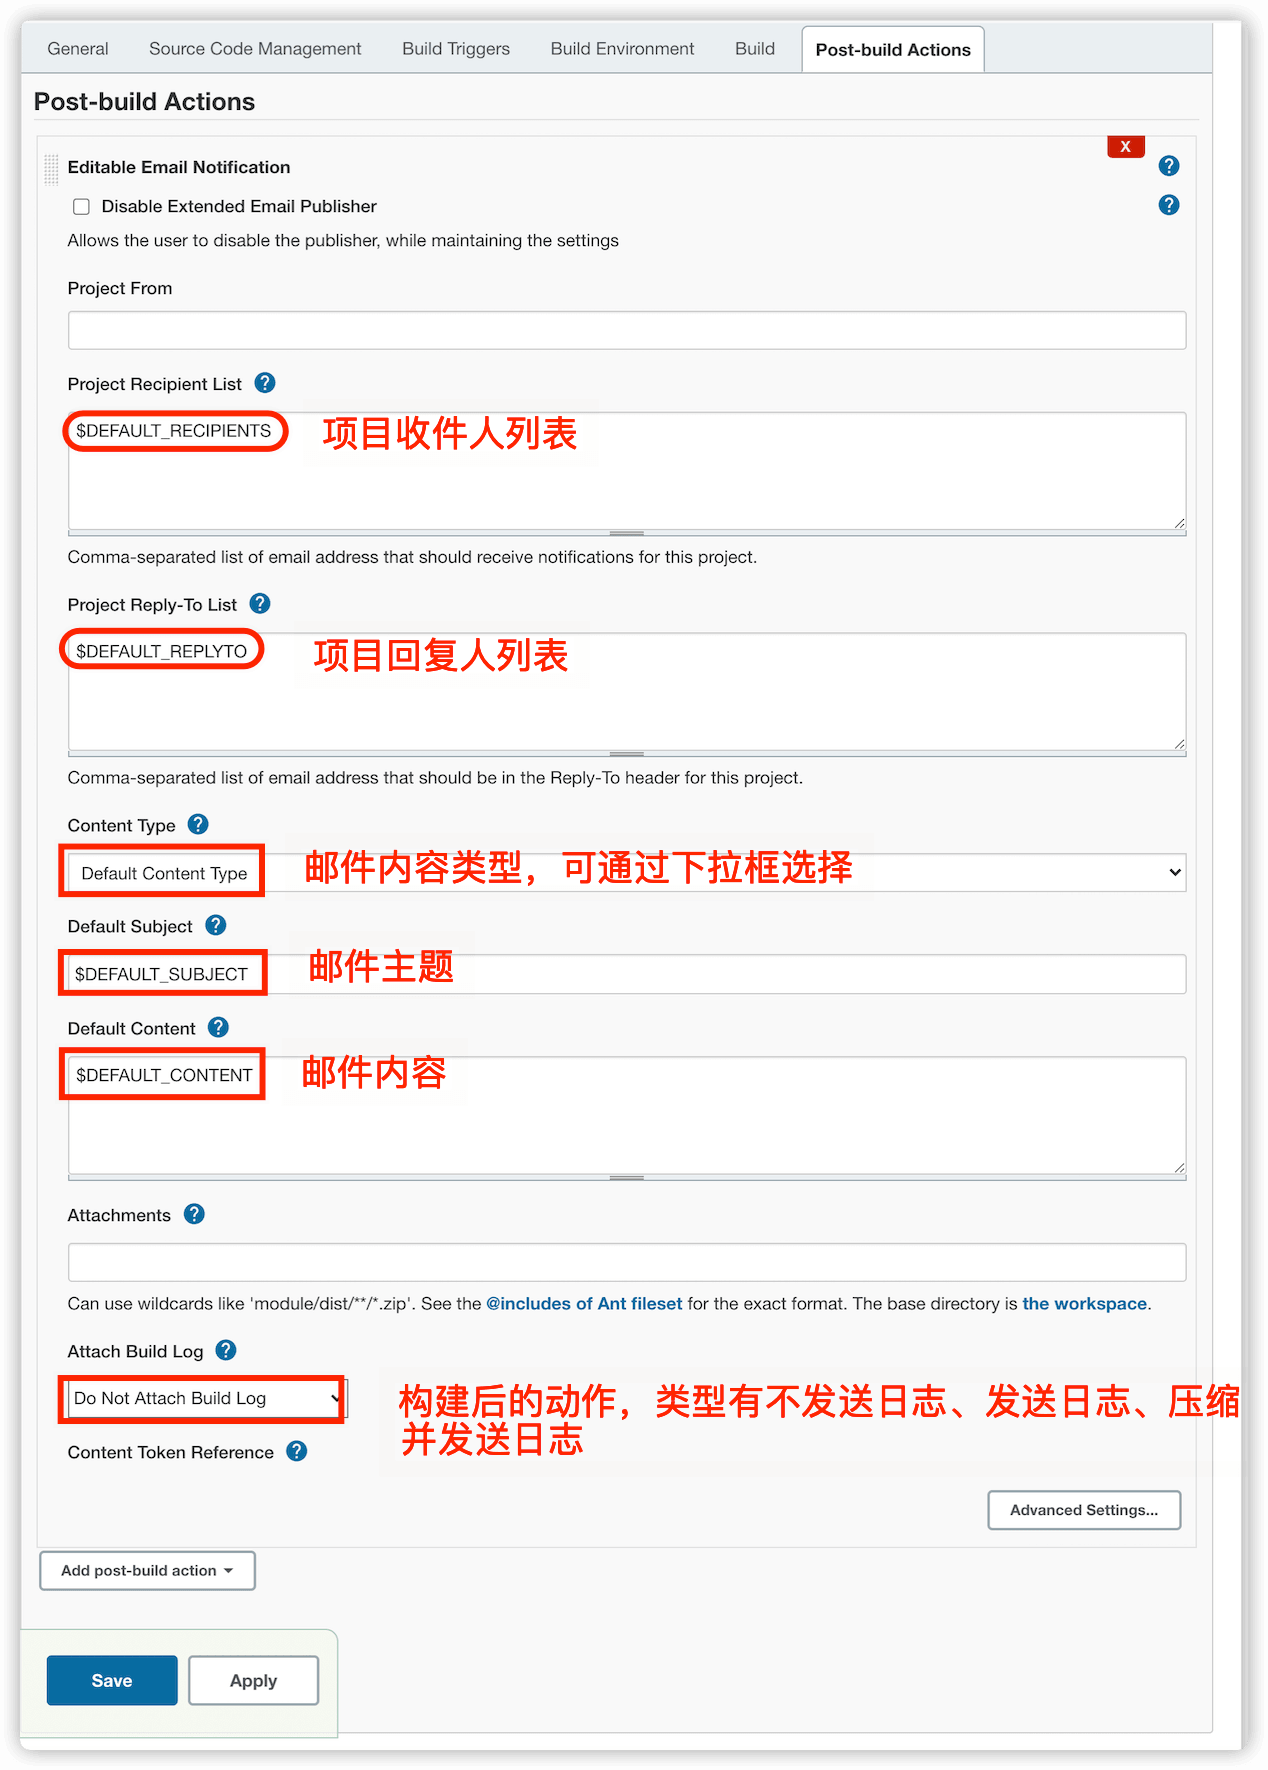 General Source Code Management Build Triggers Build Environment Build Post-build Actions
Post-build Actions
X
Editable Email Notification ?
Disable Extended Email Publisher ?
Allows the user to disable the publisher, while maintaining the settings
Project From
Project Recipient List ?
$DEFAULT_RECIPIENTS 项目收件人列表
Comma-separated list of email address that should receive notifications for this project.
Project Reply-To List ?
$DEFAULT_REPLYTO 项目回复人列表
Comma-separated list of email address that should be in the Reply-To header for this project.
Content Type ?
Default Content Type 邮件内容类型，可通过下拉框选择
Default Subject ?
$DEFAULT_SUBJECT 邮件主题
Default Content ?
$DEFAULT_CONTENT 邮件内容
Attachments ?
Can use wildcards like 'module/dist/**/*.zip'. See the @includes of Ant fileset for the exact format. The base directory is the workspace.
Attach Build Log ?
Do Not Attach Build Log 构建后的动作，类型有不发送日志、发送日志、压缩
并发送日志
Content Token Reference ?
Advanced Settings...
Add post-build action
Save Apply